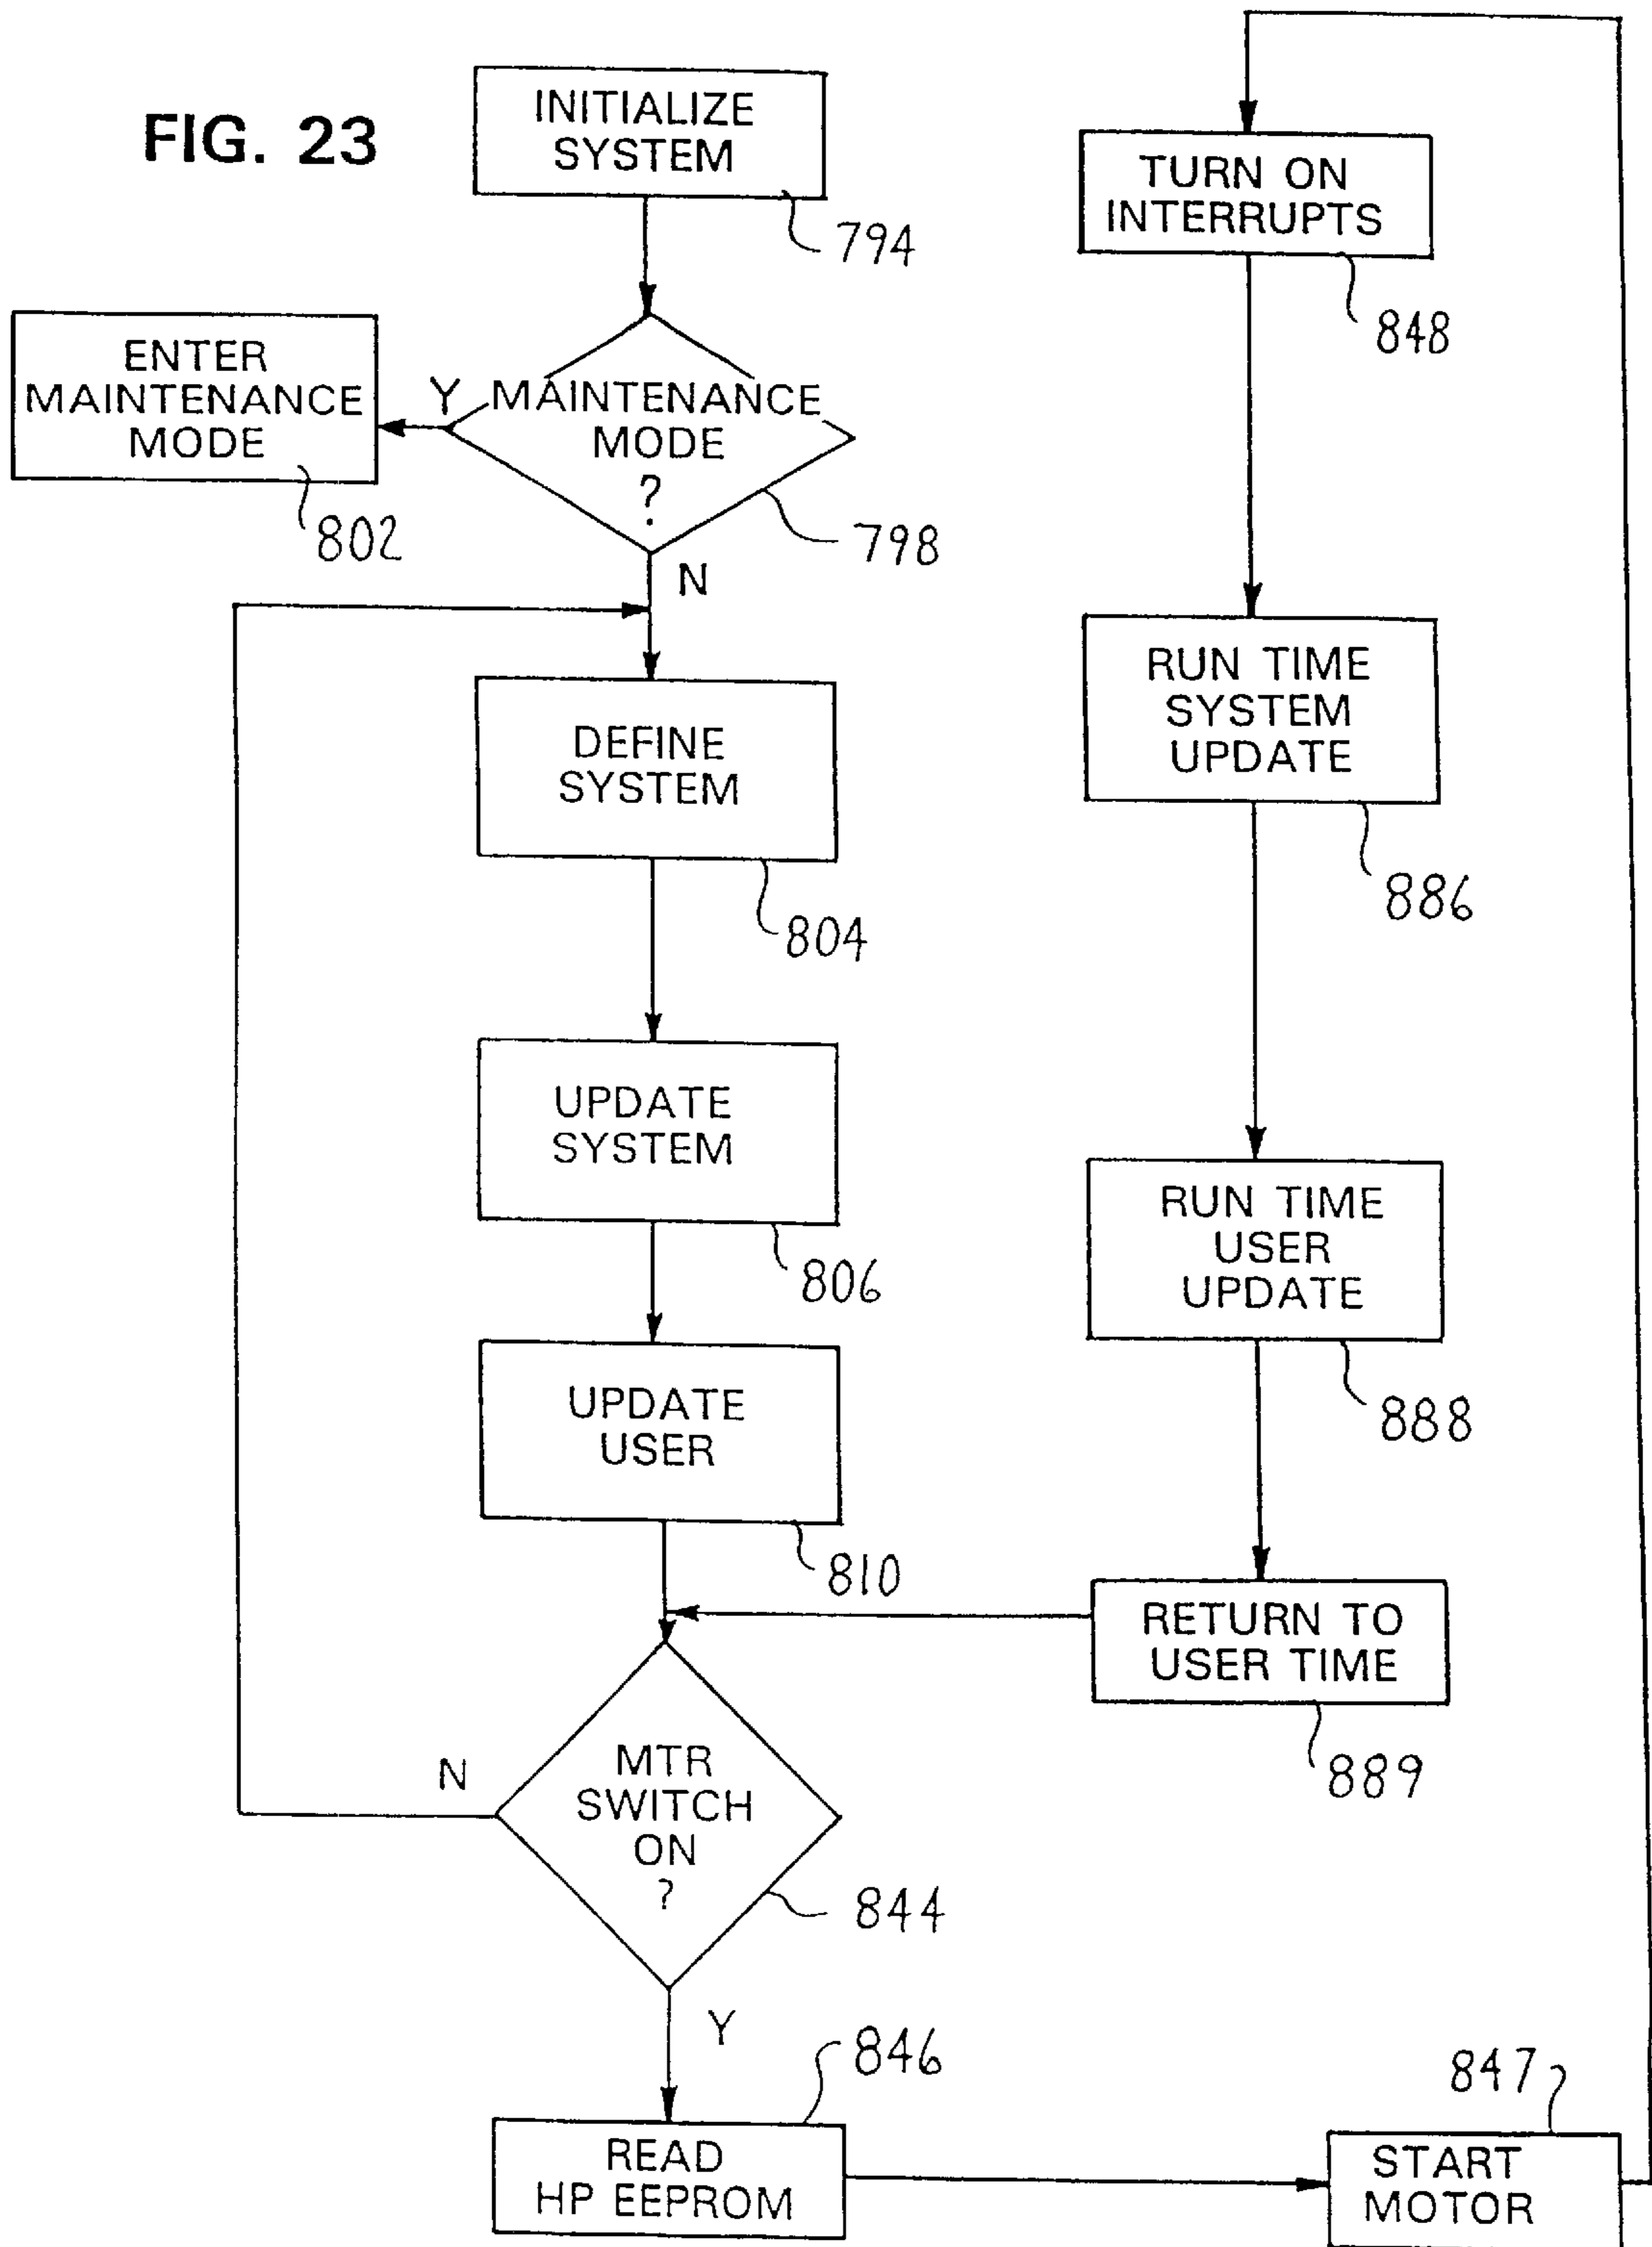 FIG. 23
INITIALIZE
SYSTEM
794
ENTER
MAINTENANCE
MODE
802
Y
MAINTENANCE
MODE
?
798
N
DEFINE
SYSTEM
804
UPDATE
SYSTEM
806
UPDATE
USER
810
MTR
SWITCH
ON
?
844
N
Y
READ
HP EEPROM
846
START
MOTOR
847
TURN ON
INTERRUPTS
848
RUN TIME
SYSTEM
UPDATE
886
RUN TIME
USER
UPDATE
888
RETURN TO
USER TIME
889